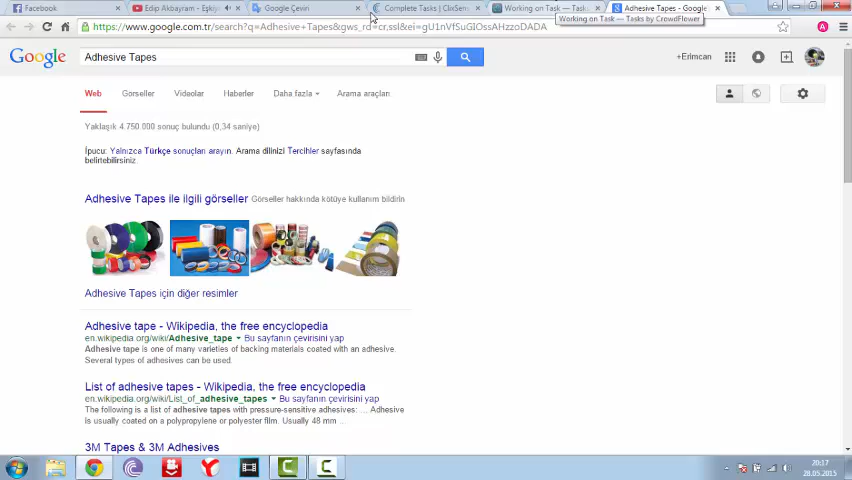 Facebook
Edip Akbayram - Eşkıy
Google Çeviri
Complete Tasks | ClixSen
Working on Task — Task
Adhesive Tapes - Google
Working on Task — Tasks by CrowdFlower
https://www.google.com.tr/search?q=Adhesive+Tapes&gws_rd=cr,ssl&ei=gU1nVfSuGIOssAHzzoDADA
Google
Adhesive Tapes
+Erimcan
Web
Görseller
Videolar
Haberler
Daha fazla
Arama araçları
Yaklaşık 4.750.000 sonuç bulundu (0,34 saniye)
İpucu: Yalnızca Türkçe sonuçları arayın. Arama dilinizi Tercihler sayfasında
belirtebilirsiniz.
Adhesive Tapes ile ilgili görseller Görseller hakkında kötüye kullanım bildirin
Adhesive Tapes için diğer resimler
Adhesive tape - Wikipedia, the free encyclopedia
en.wikipedia.org/wiki/Adhesive_tape Bu sayfanın çevirisini yap
Adhesive tape is one of many varieties of backing materials coated with an adhesive.
Several types of adhesives can be used.
List of adhesive tapes - Wikipedia, the free encyclopedia
en.wikipedia.org/wiki/List_of_adhesive_tapes Bu sayfanın çevirisini yap
The following is a list of adhesive tapes with pressure-sensitive adhesives: ... Adhesive
is usually coated on a polypropylene or polyester film. Usually 48 mm ...
3M Tapes & 3M Adhesives
20:17
28.05.2015